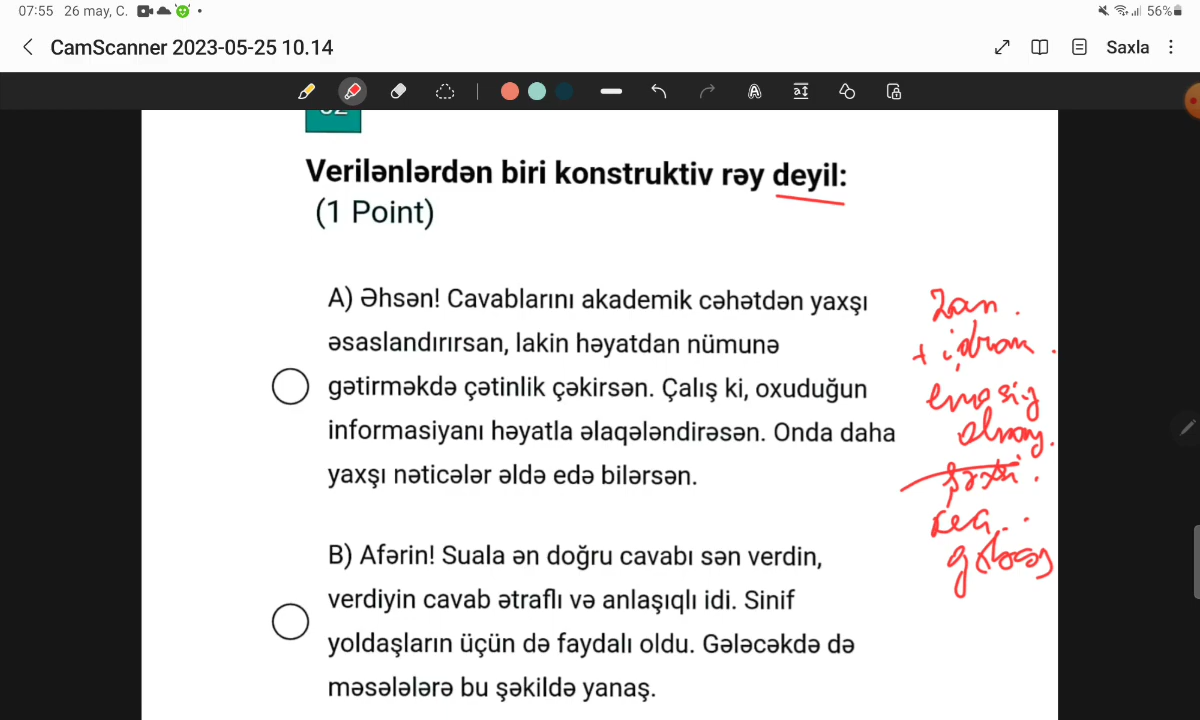 07:55 26 may, C.
56%
CamScanner 2023-05-25 10.14
Saxla
Verilənlərdən biri konstruktiv rəy deyil:
(1 Point)
A) Əhsən! Cavablarını akademik cəhətdən yaxşı
əsaslandırırsan, lakin həyatdan nümunə
gətirməkdə çətinlik çəkirsən. Çalış ki, oxuduğun
informasiyanı həyatla əlaqələndirəsən. Onda daha
yaxşı nəticələr əldə edə bilərsən.
B) Afərin! Suala ən doğru cavabı sən verdin,
verdiyin cavab ətraflı və anlaşıqlı idi. Sinif
yoldaşların üçün də faydalı oldu. Gələcəkdə də
məsələlərə bu şəkildə yanaş.